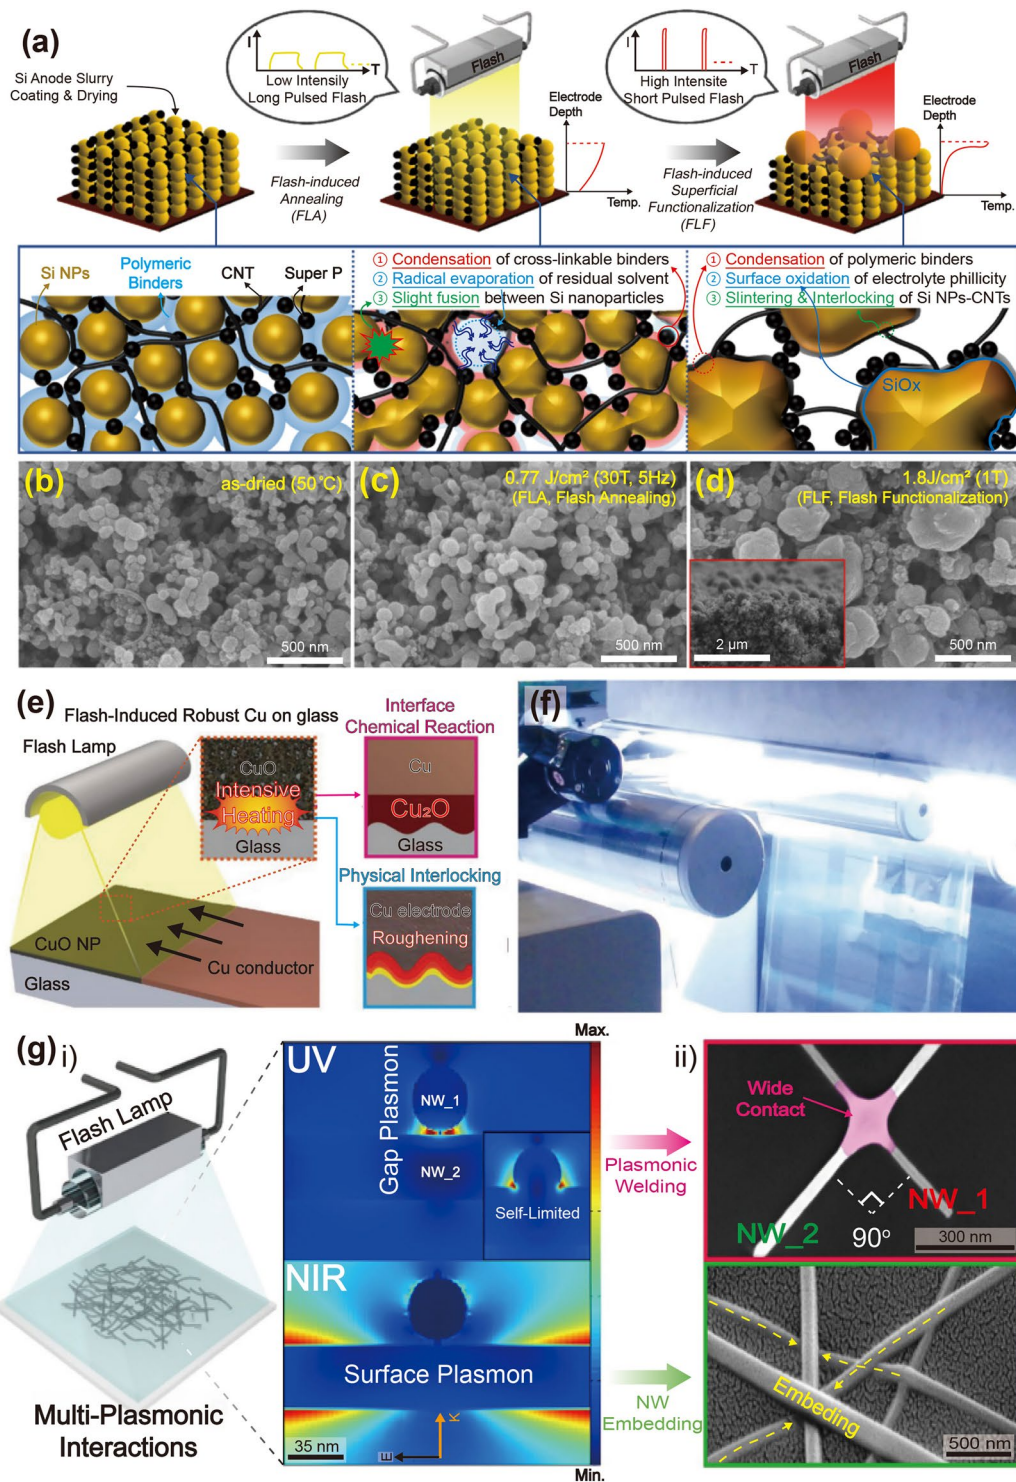 (a)
Si Anode Slurry
Coating & Drying
I
T
Low Intensily
Long Pulsed Flash
Flash
Electrode
Depth
Temp.
Flash-induced
Annealing
(FLA)
I
T
High Intensite
Short Pulsed Flash
Flash
Electrode
Depth
Temp.
Flash-induced
Superficial
Functionalization
(FLF)
Si NPs
Polymeric
Binders
CNT
Super P
① Condensation of cross-linkable binders
② Radical evaporation of residual solvent
③ Slight fusion between Si nanoparticles
① Condensation of polymeric binders
② Surface oxidation of electrolyte phillicity
③ Slintering & Interlocking of Si NPs-CNTs
SiOx
(b)
as-dried (50℃)
500 nm
(c)
0.77 J/cm² (30T, 5Hz)
(FLA, Flash Annealing)
500 nm
(d)
1.8J/cm² (1T)
(FLF, Flash Functionalization)
2 μm
500 nm
(e)
Flash-Induced Robust Cu on glass
Flash Lamp
CuO
Intensive
Heating
Glass
Interface
Chemical Reaction
Cu
Cu₂O
Glass
Physical Interlocking
Cu electrode
Roughening
CuO NP
Cu conductor
Glass
(f)
(g)
i)
Flash Lamp
Multi-Plasmonic
Interactions
UV
Gap Plasmon
NW_1
NW_2
Self-Limited
NIR
Surface Plasmon
K
E
35 nm
Max.
Min.
Plasmonic
Welding
NW
Embedding
ii)
Wide
Contact
NW_1
NW_2
90°
300 nm
Embeding
500 nm